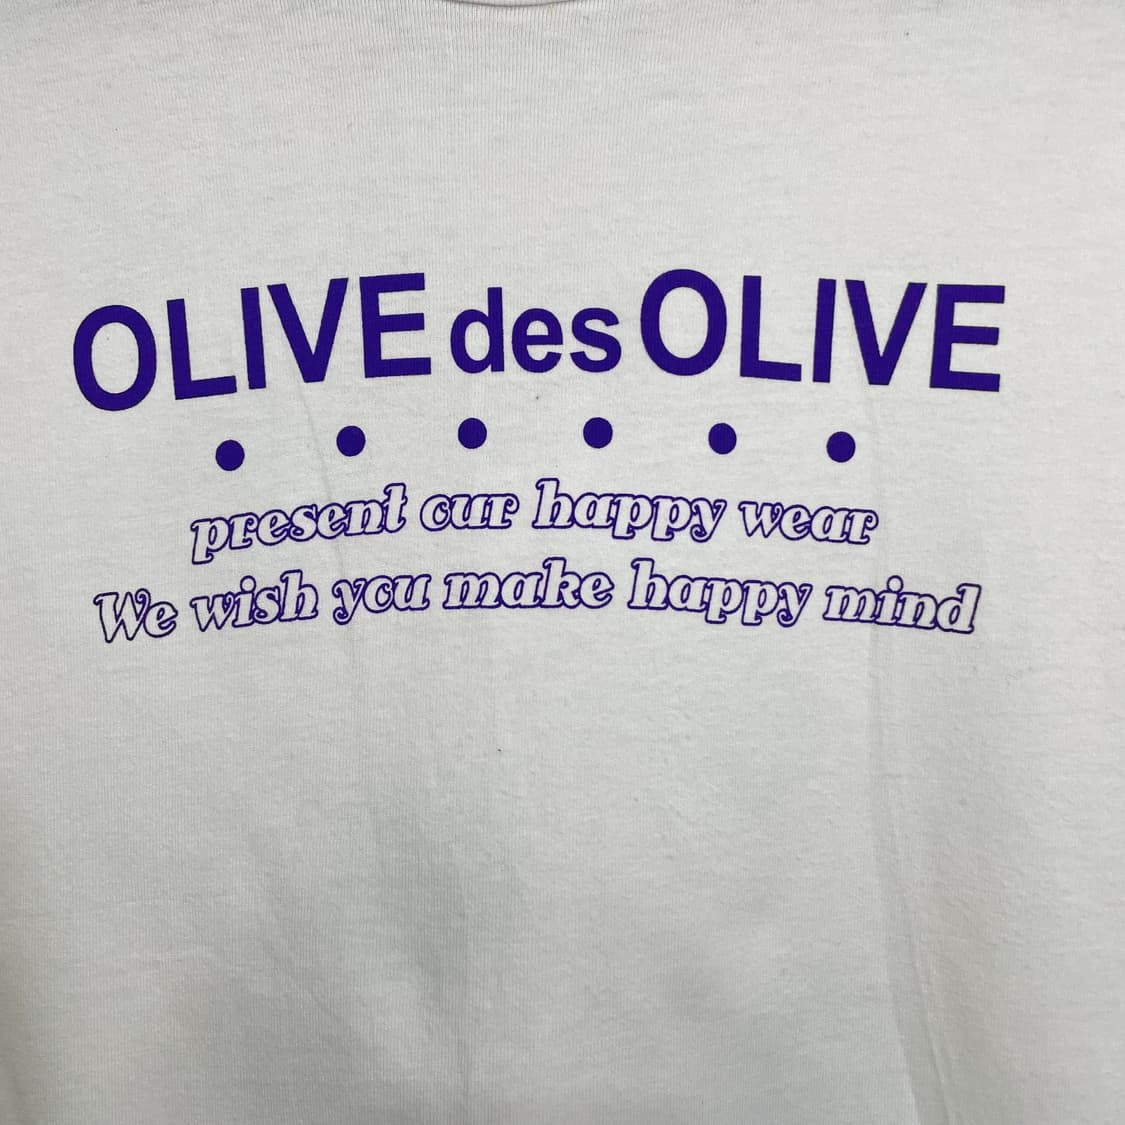 OLIVE des OLIVE
present our happy wear
We wish you make happy mind